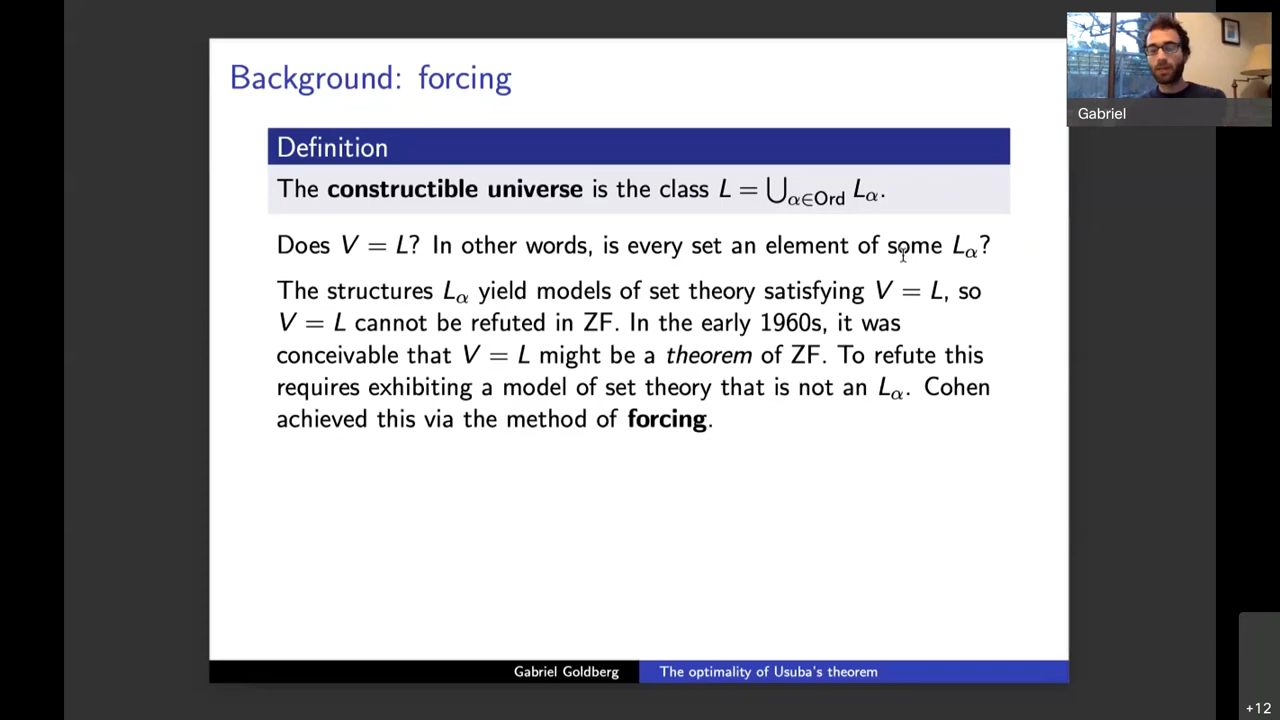 Background: forcing
Gabriel
Definition
The constructible universe is the class L = ⋃α∈Ord Lα.
Does V = L? In other words, is every set an element of some Lα?
The structures Lα yield models of set theory satisfying V = L, so
V = L cannot be refuted in ZF. In the early 1960s, it was
conceivable that V = L might be a theorem of ZF. To refute this
requires exhibiting a model of set theory that is not an Lα. Cohen
achieved this via the method of forcing.
Gabriel Goldberg
The optimality of Usuba's theorem
+12